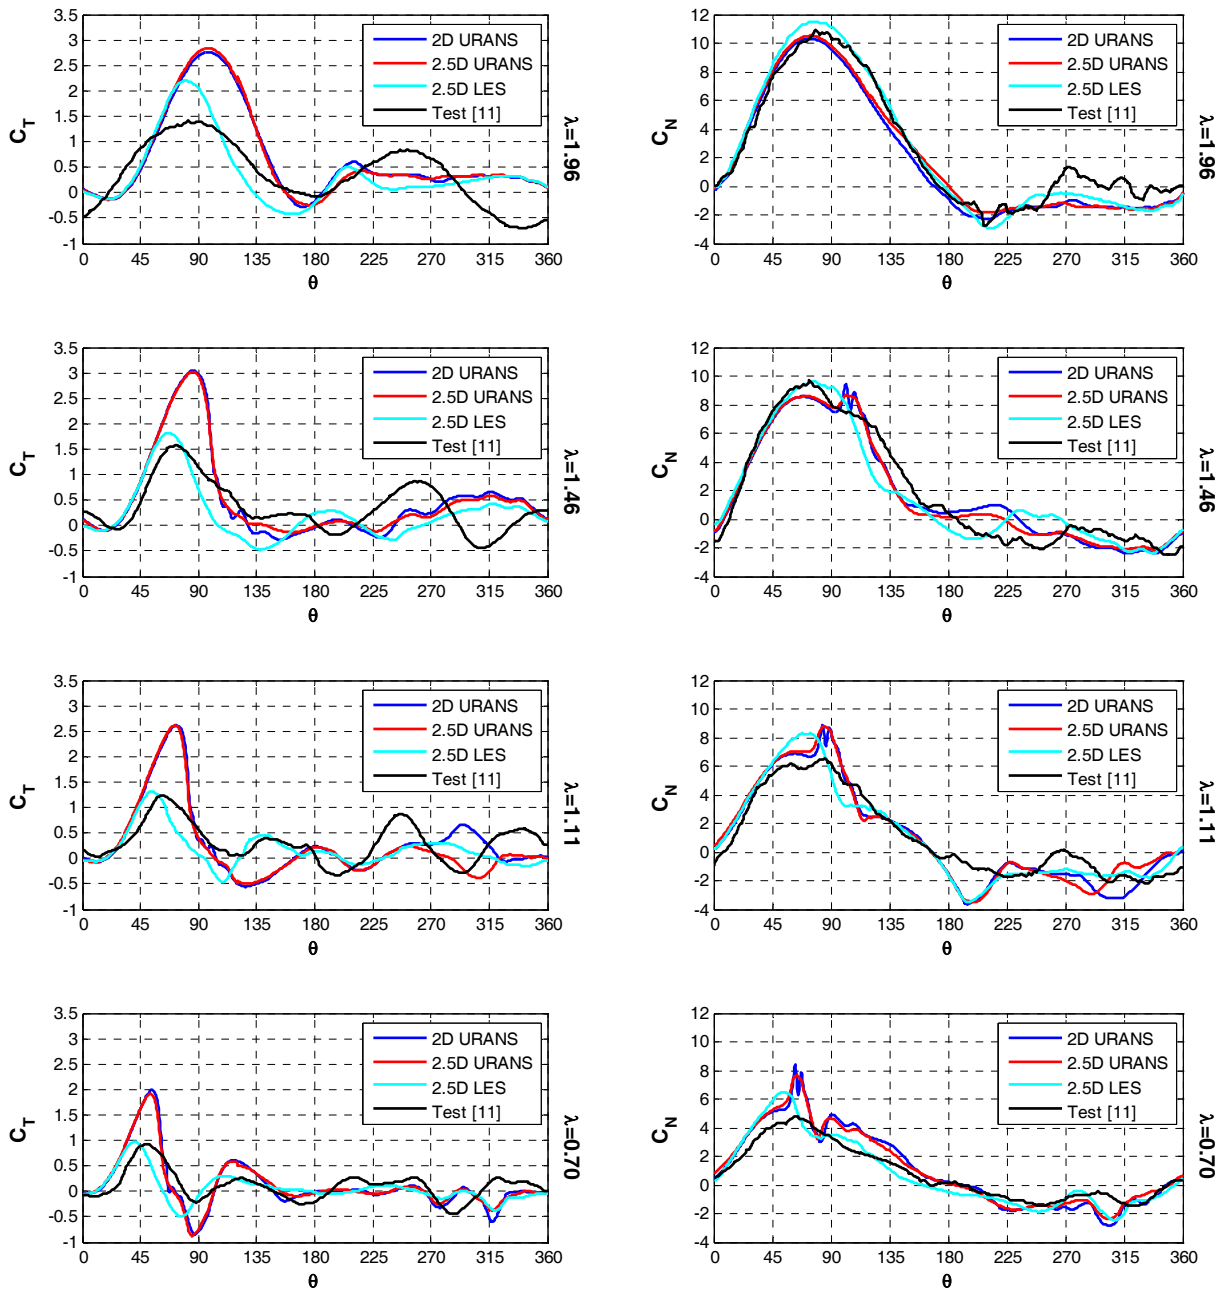 3.5
3
2.5
2
1.5
1
0.5
0
-0.5
-1
C_T
0 45 90 135 180 225 270 315 360
θ
2D URANS
2.5D URANS
2.5D LES
Test [11]
λ=1.96
12
10
8
6
4
2
0
-2
-4
C_N
0 45 90 135 180 225 270 315 360
θ
2D URANS
2.5D URANS
2.5D LES
Test [11]
λ=1.96
3.5
3
2.5
2
1.5
1
0.5
0
-0.5
-1
C_T
0 45 90 135 180 225 270 315 360
θ
2D URANS
2.5D URANS
2.5D LES
Test [11]
λ=1.46
12
10
8
6
4
2
0
-2
-4
C_N
0 45 90 135 180 225 270 315 360
θ
2D URANS
2.5D URANS
2.5D LES
Test [11]
λ=1.46
3.5
3
2.5
2
1.5
1
0.5
0
-0.5
-1
C_T
0 45 90 135 180 225 270 315 360
θ
2D URANS
2.5D URANS
2.5D LES
Test [11]
λ=1.11
12
10
8
6
4
2
0
-2
-4
C_N
0 45 90 135 180 225 270 315 360
θ
2D URANS
2.5D URANS
2.5D LES
Test [11]
λ=1.11
3.5
3
2.5
2
1.5
1
0.5
0
-0.5
-1
C_T
0 45 90 135 180 225 270 315 360
θ
2D URANS
2.5D URANS
2.5D LES
Test [11]
λ=0.70
12
10
8
6
4
2
0
-2
-4
C_N
0 45 90 135 180 225 270 315 360
θ
2D URANS
2.5D URANS
2.5D LES
Test [11]
λ=0.70